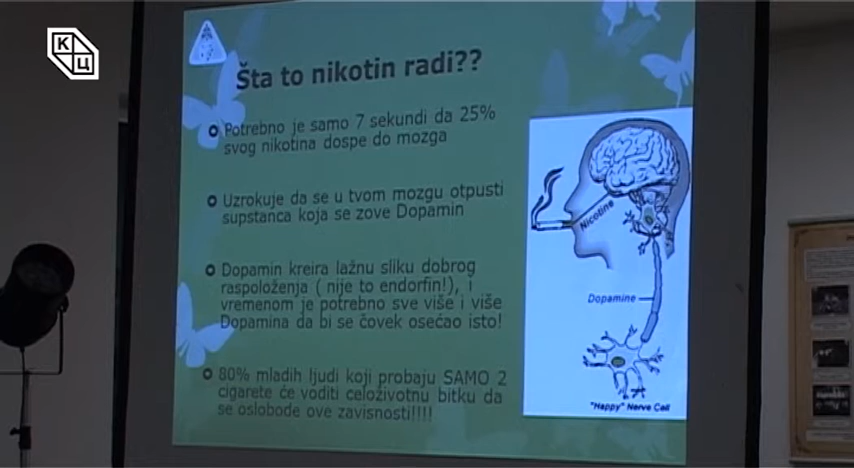 КЦ
Šta to nikotin radi??
Potrebno je samo 7 sekundi da 25%
svog nikotina dospe do mozga
Uzrokuje da se u tvom mozgu otpusti
supstanca koja se zove Dopamin
Dopamin kreira lažnu sliku dobrog
raspoloženja ( nije to endorfin!), i
vremenom je potrebno sve više i više
Dopamina da bi se čovek osećao isto!
80% mladih ljudi koji probaju SAMO 2
cigarete će voditi celoživotnu bitku da
se oslobode ove zavisnosti!!!!
Nicotine
Dopamine
"Happy" Nerve Cell